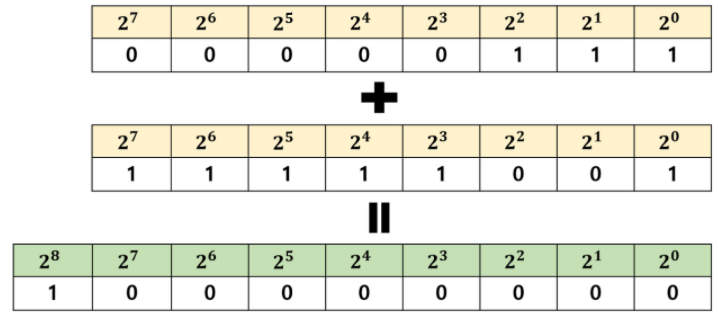 2⁷ 2⁶ 2⁵ 2⁴ 2³ 2² 2¹ 2⁰
0 0 0 0 0 1 1 1
+
2⁷ 2⁶ 2⁵ 2⁴ 2³ 2² 2¹ 2⁰
1 1 1 1 1 0 0 1
=
2⁸ 2⁷ 2⁶ 2⁵ 2⁴ 2³ 2² 2¹ 2⁰
1 0 0 0 0 0 0 0 0